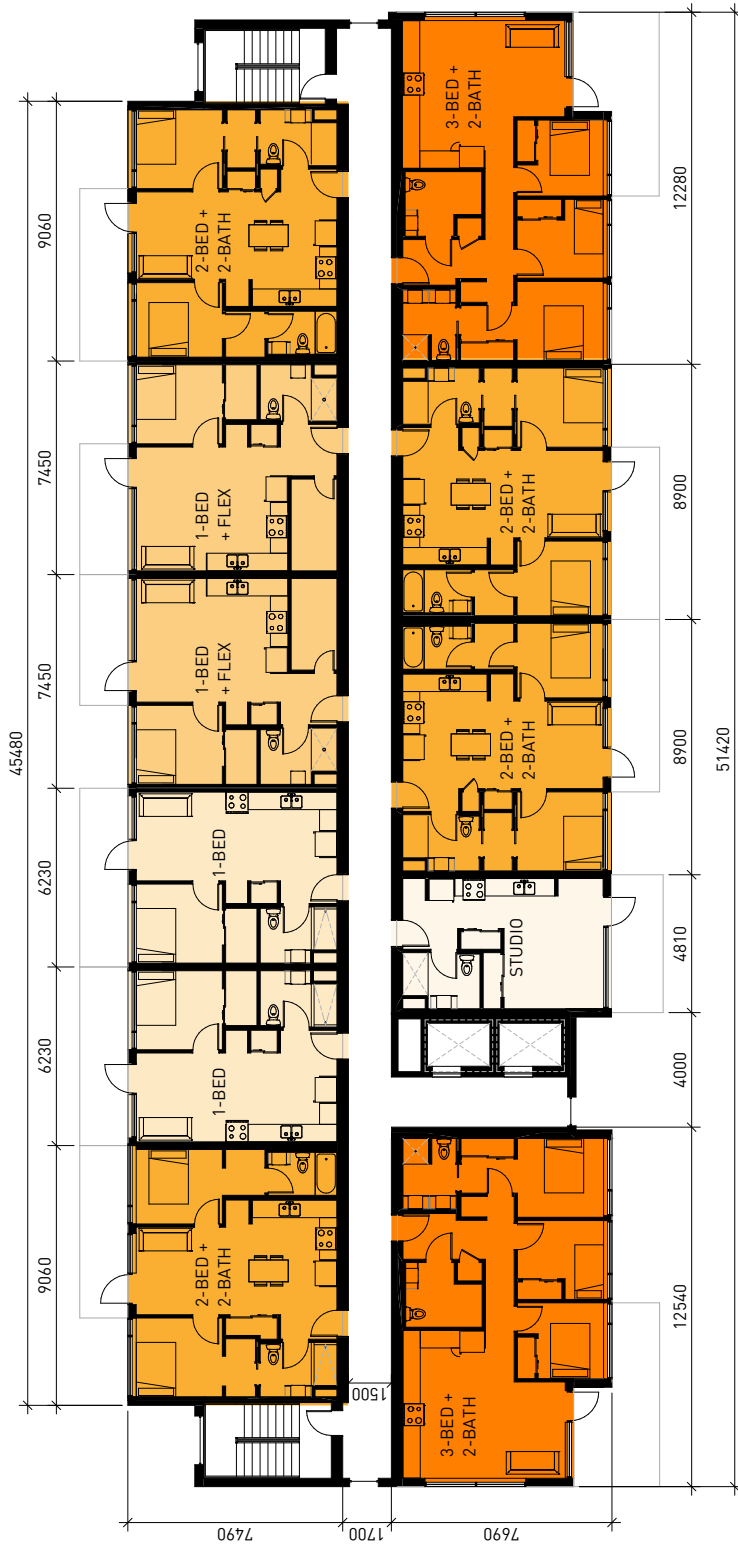 45480
9060
7450
7450
6230
6230
9060
2-BED +
2-BATH
1-BED
+ FLEX
1-BED
+ FLEX
1-BED
1-BED
2-BED +
2-BATH
3-BED +
2-BATH
2-BED +
2-BATH
2-BED +
2-BATH
STUDIO
3-BED +
2-BATH
12280
8900
8900
4810
4000
12540
51420
1500
7490
1700
7690